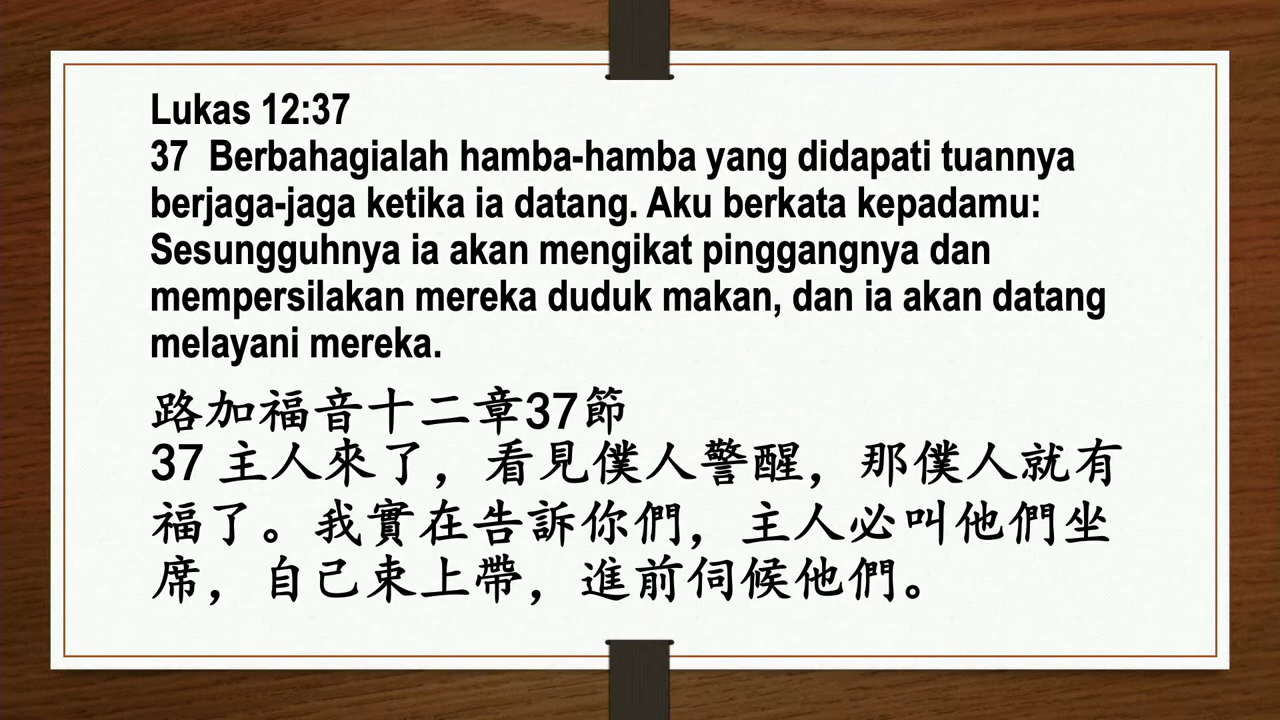 Lukas 12:37
37  Berbahagialah hamba-hamba yang didapati tuannya
berjaga-jaga ketika ia datang. Aku berkata kepadamu:
Sesungguhnya ia akan mengikat pinggangnya dan
mempersilakan mereka duduk makan, dan ia akan datang
melayani mereka.
路加福音十二章37節
37 主人來了，看見僕人警醒，那僕人就有
福了。我實在告訴你們，主人必叫他們坐
席，自己束上帶，進前伺候他們。